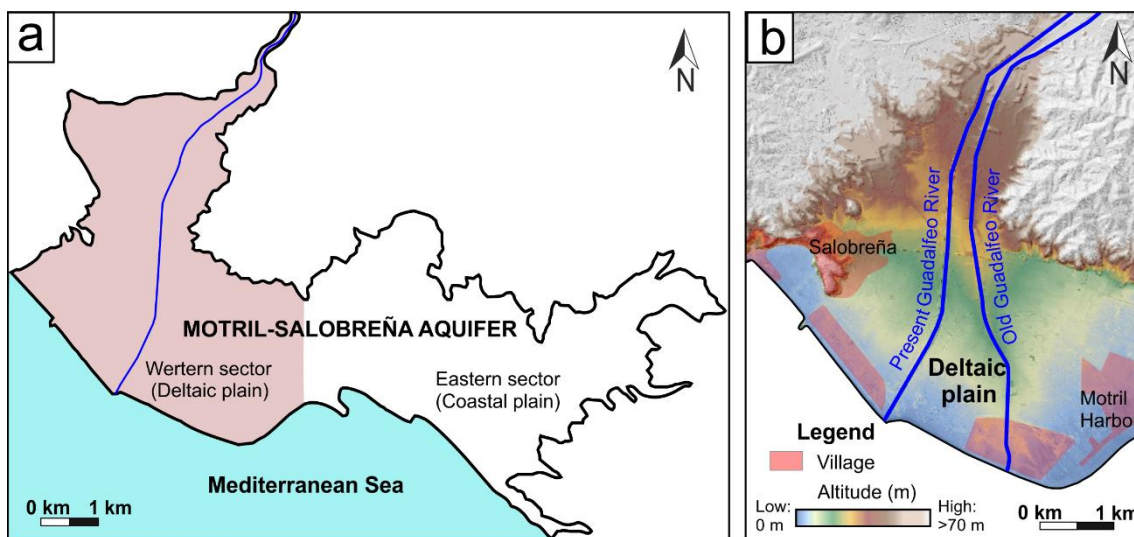 a
N
MOTRIL-SALOBREÑA AQUIFER
Wertern sector
(Deltaic plain)
Eastern sector
(Coastal plain)
Mediterranean Sea
0 km 1 km
b
N
Salobreña
Present Guadalfeo River
Old Guadalfeo River
Deltaic
plain
Motril
Harbo
Legend
Village
Altitude (m)
Low:
0 m
High:
>70 m
0 km 1 km